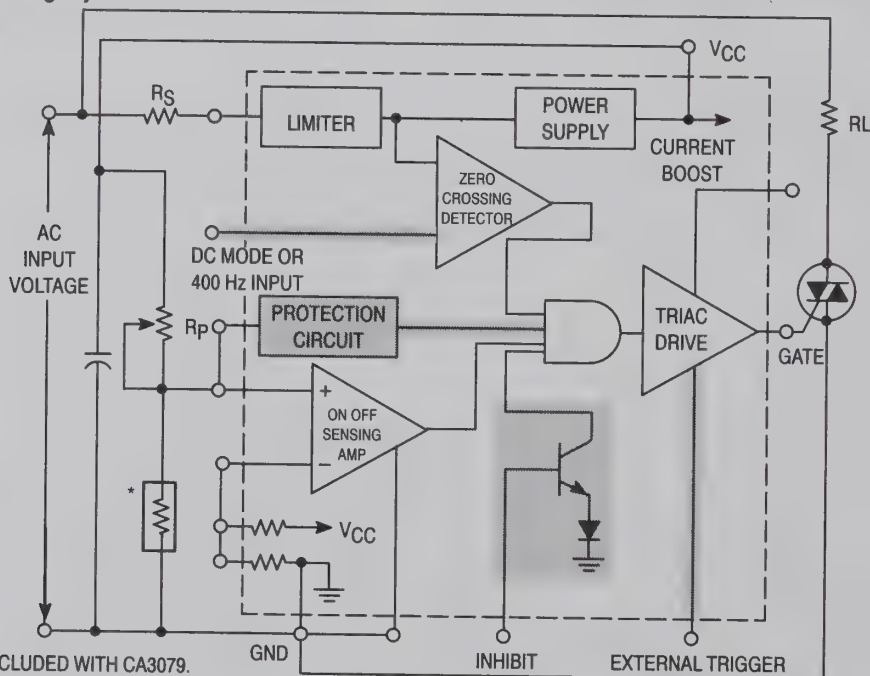 VCC
RS
LIMITER
POWER
SUPPLY
RL
CURRENT
BOOST
ZERO
CROSSING
DETECTOR
AC
INPUT
VOLTAGE
DC MODE OR
400 Hz INPUT
RP
PROTECTION
CIRCUIT
TRIAC
DRIVE
GATE
+
ON OFF
SENSING
AMP
−
*
VCC
CLUDED WITH CA3079.
GND
INHIBIT
EXTERNAL TRIGGER